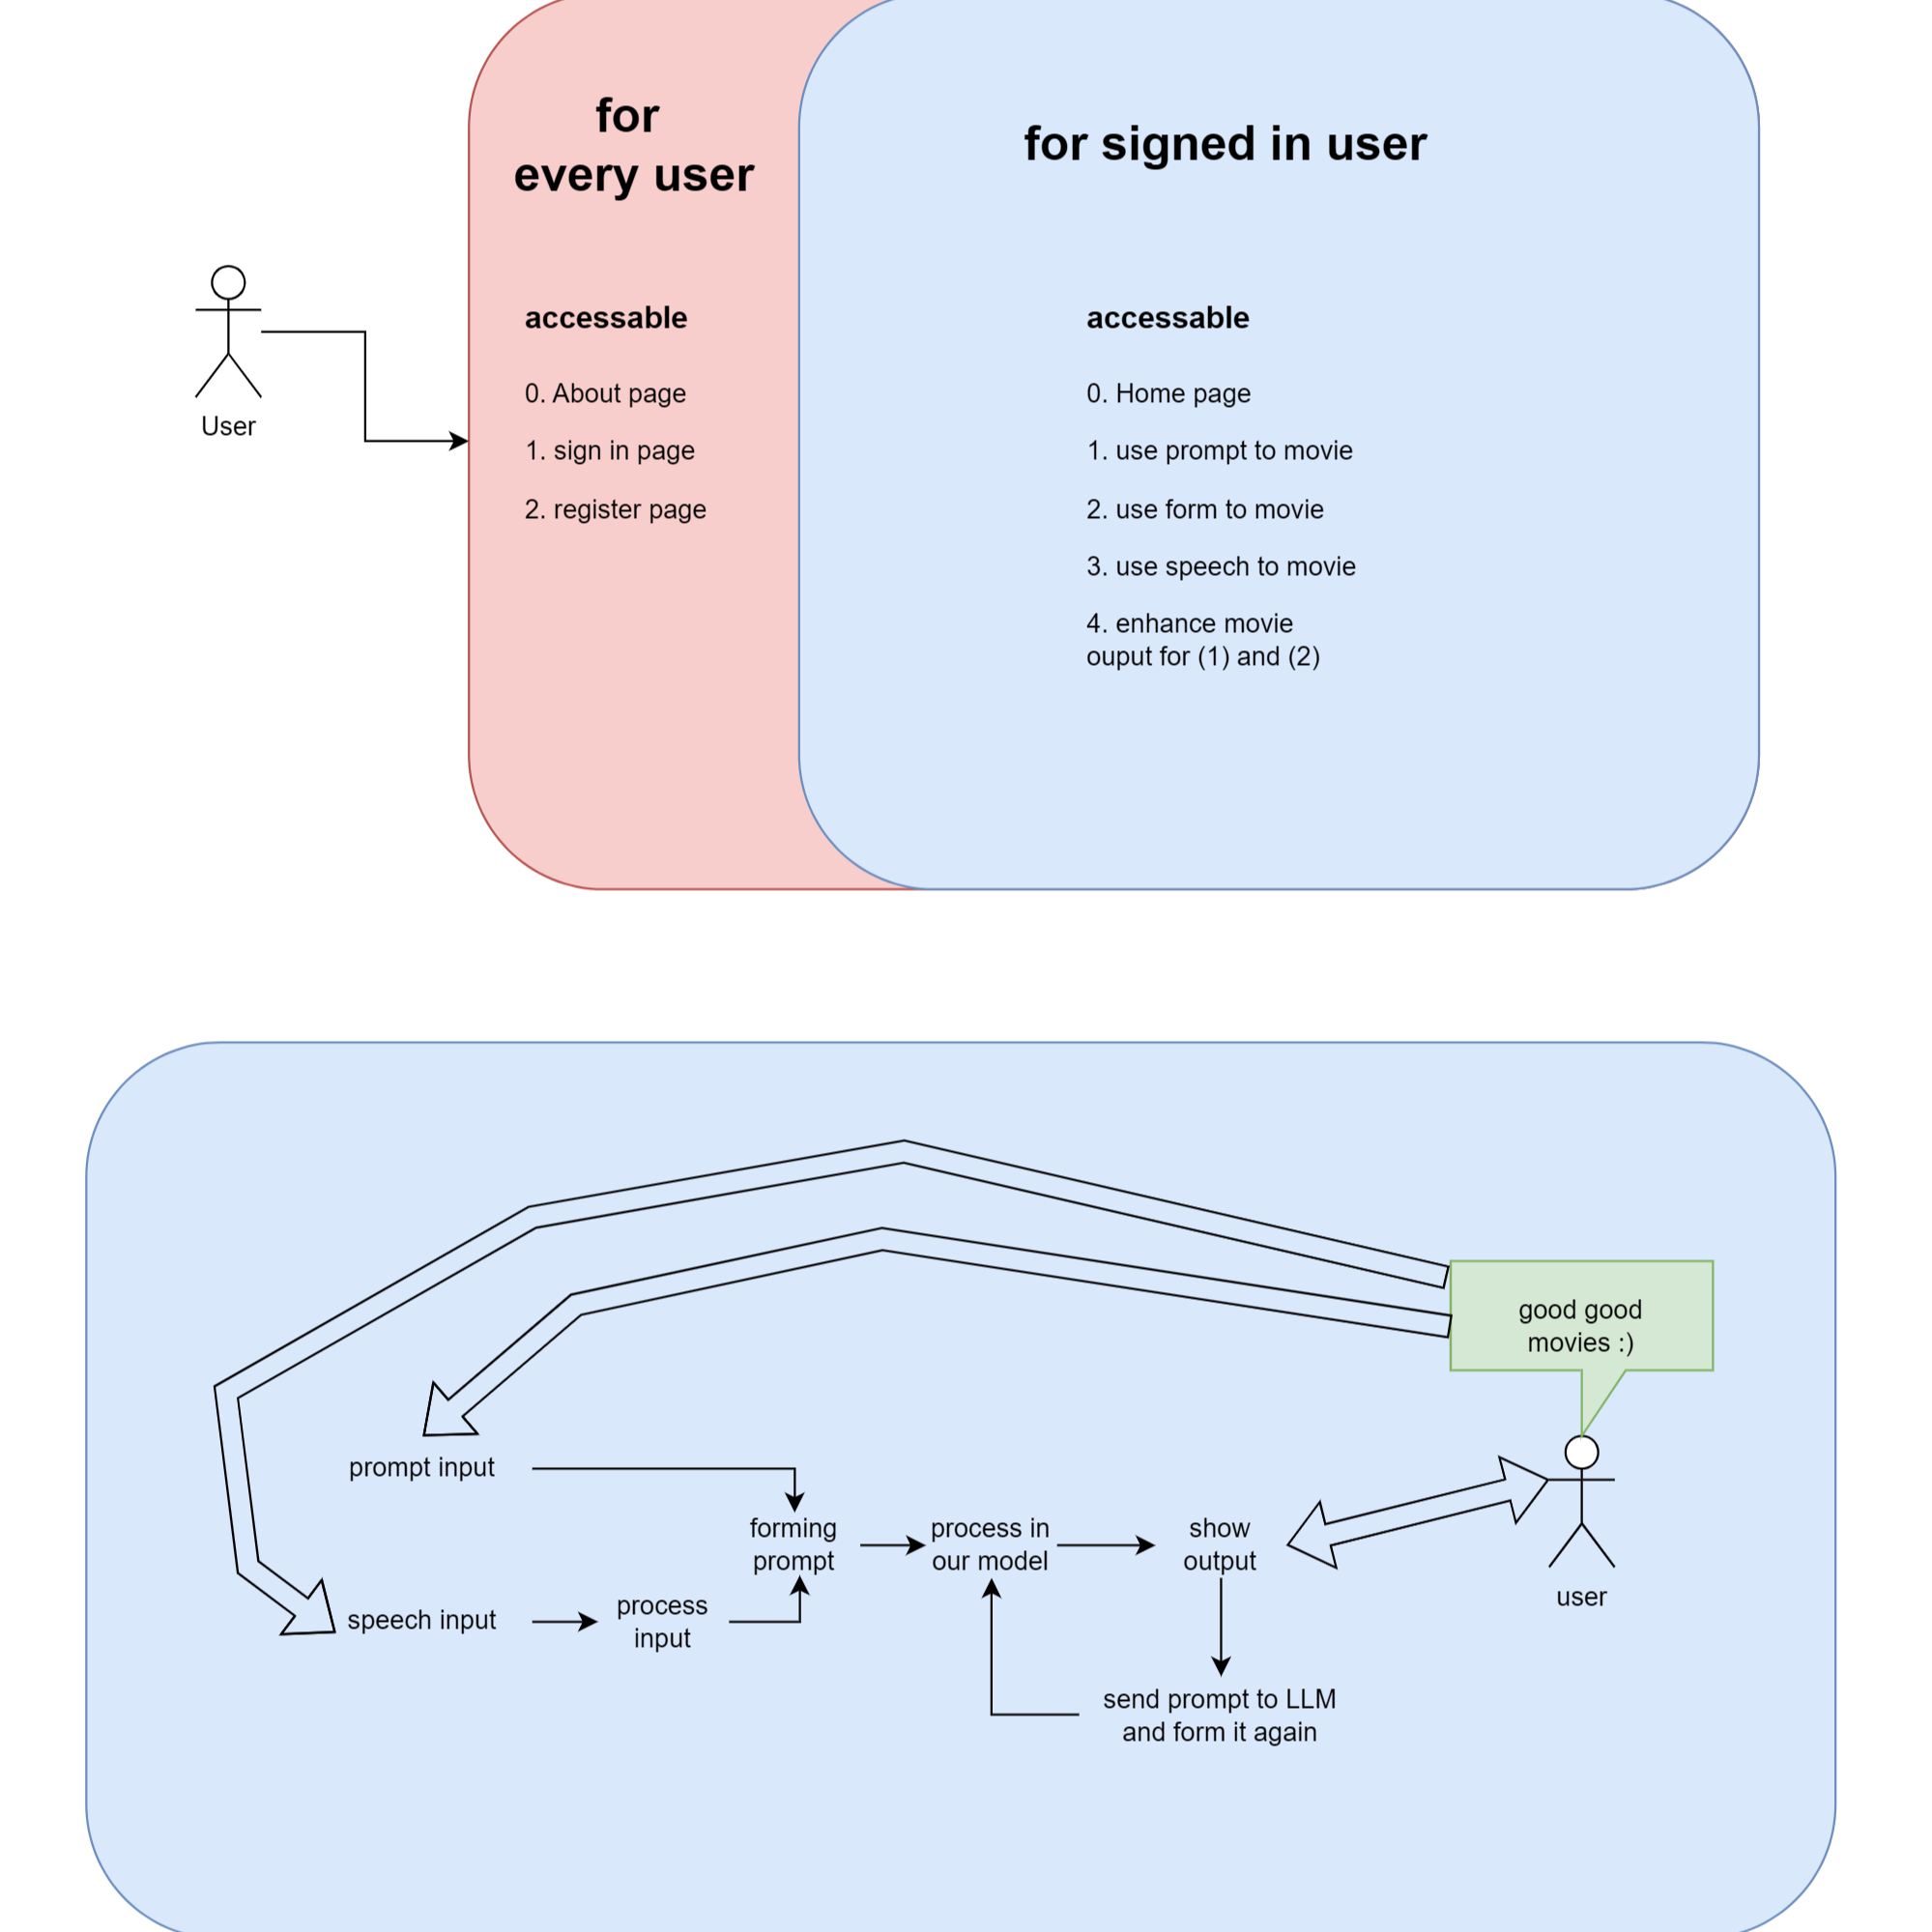 for
every user
for signed in user
User
accessable
0. About page
1. sign in page
2. register page
accessable
0. Home page
1. use prompt to movie
2. use form to movie
3. use speech to movie
4. enhance movie
ouput for (1) and (2)
good good
movies :)
prompt input
forming
prompt
process in
our model
show
output
user
speech input
process
input
send prompt to LLM
and form it again